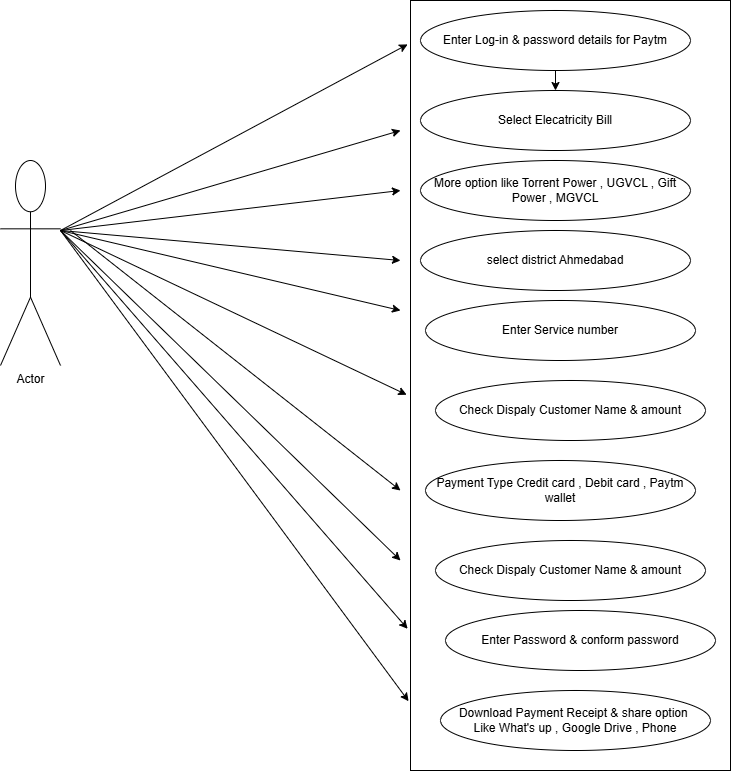 Enter Log-in & password details for Paytm
Select Elecatricity Bill
More option like Torrent Power , UGVCL , Gift
Power , MGVCL
select district Ahmedabad
Enter Service number
Actor
Check Dispaly Customer Name & amount
Payment Type Credit card , Debit card , Paytm
wallet
Check Dispaly Customer Name & amount
Enter Password & conform password
Download Payment Receipt & share option
Like What's up , Google Drive , Phone